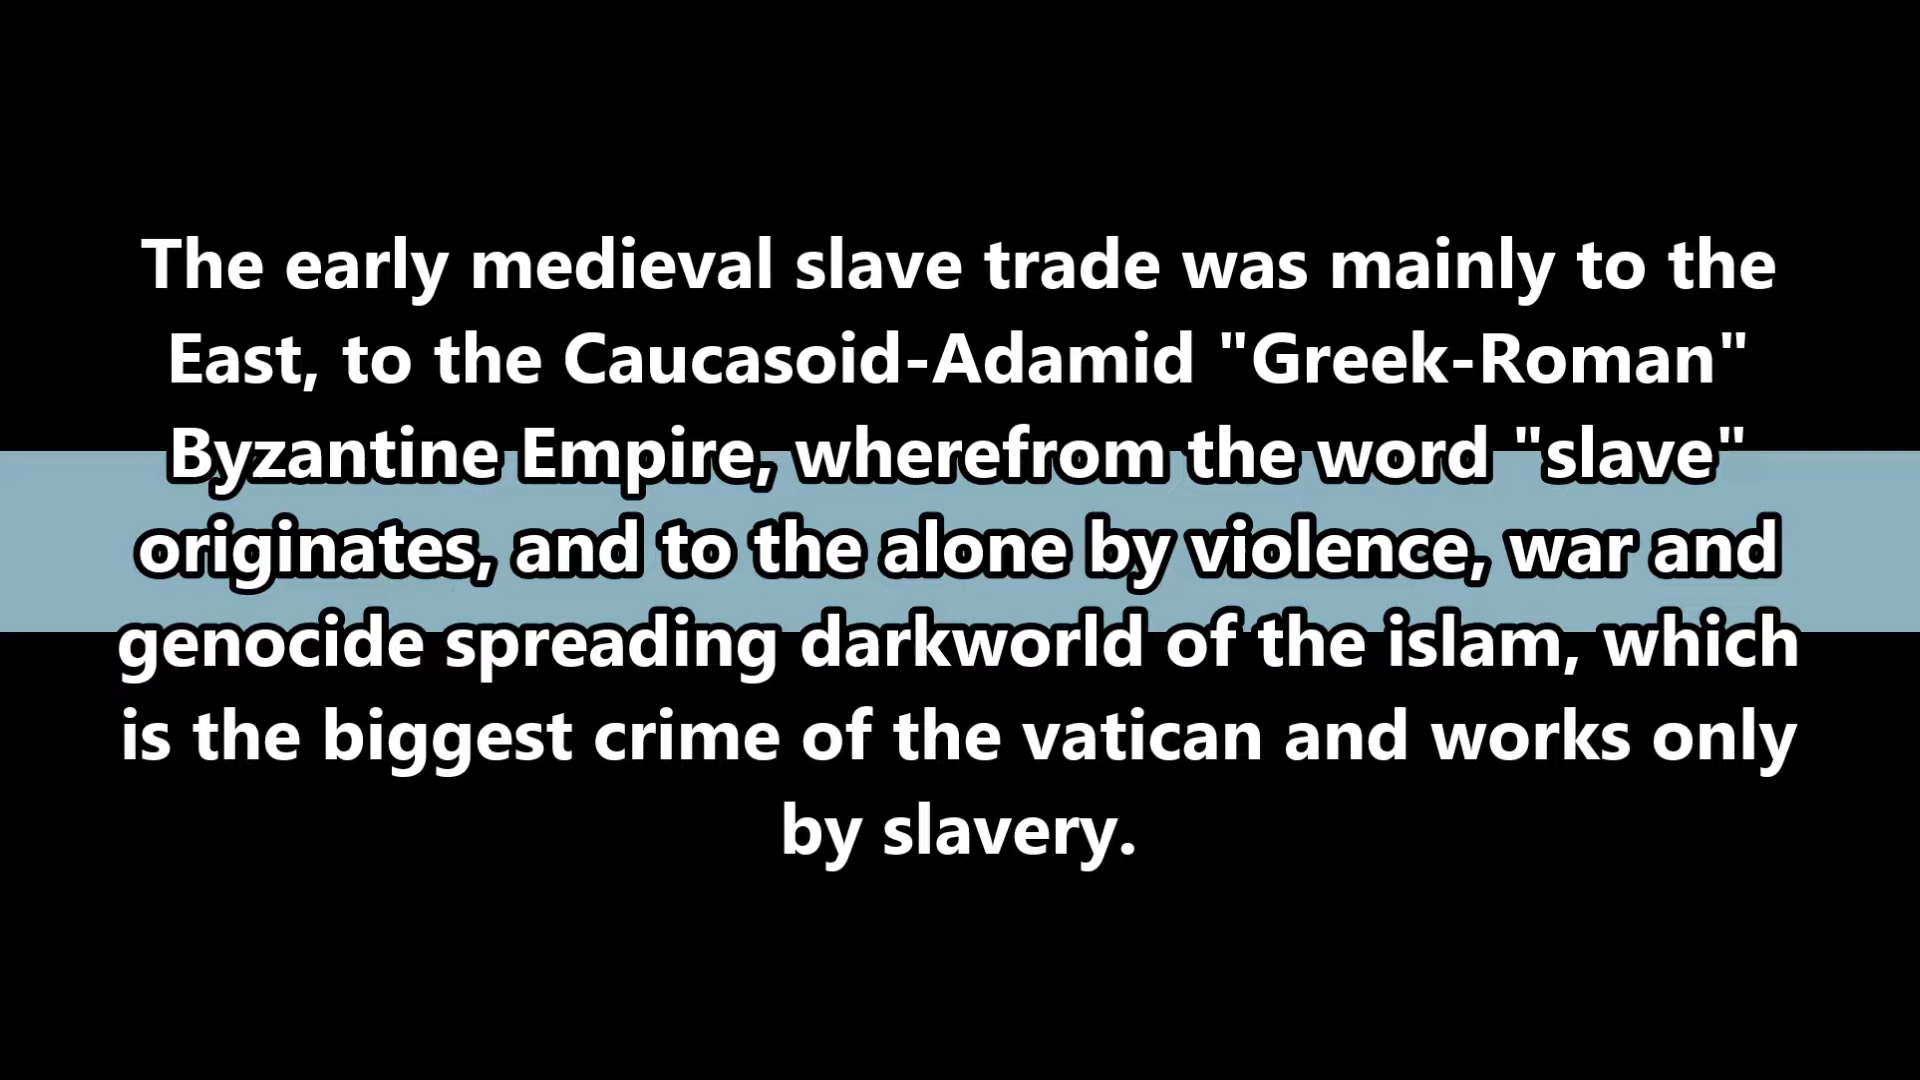 The early medieval slave trade was mainly to the
East, to the Caucasoid-Adamid "Greek-Roman"
Byzantine Empire, wherefrom the word "slave"
originates, and to the alone by violence, war and
genocide spreading darkworld of the islam, which
is the biggest crime of the vatican and works only
by slavery.